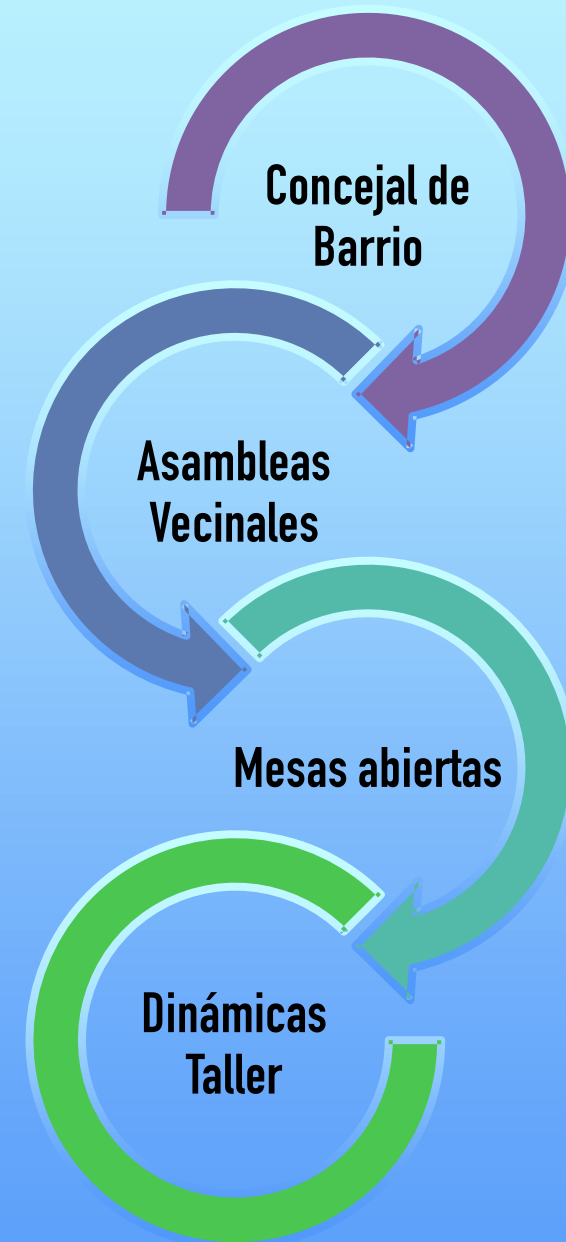 Concejal de
Barrio
Asambleas
Vecinales
Mesas abiertas
Dinámicas
Taller